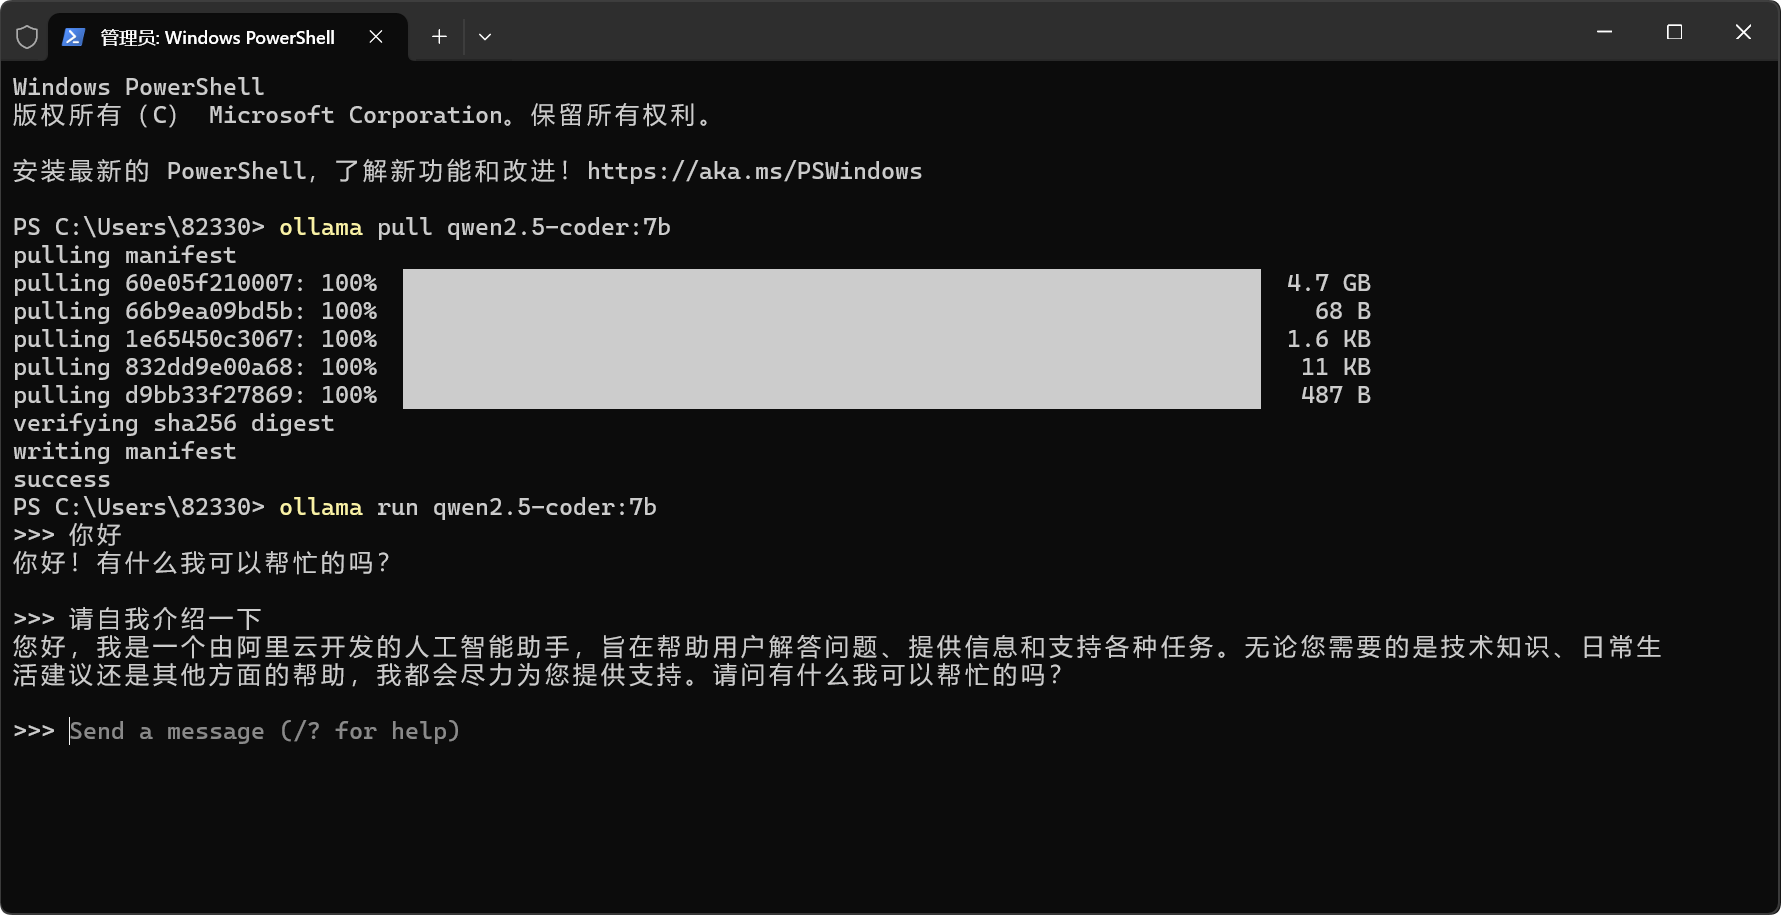 管理员: Windows PowerShell
Windows PowerShell
版权所有 (C) Microsoft Corporation。保留所有权利。
安装最新的 PowerShell，了解新功能和改进！https://aka.ms/PSWindows
PS C:\Users\82330> ollama pull qwen2.5-coder:7b
pulling manifest
pulling 60e05f210007: 100% 4.7 GB
pulling 66b9ea09bd5b: 100% 68 B
pulling 1e65450c3067: 100% 1.6 KB
pulling 832dd9e00a68: 100% 11 KB
pulling d9bb33f27869: 100% 487 B
verifying sha256 digest
writing manifest
success
PS C:\Users\82330> ollama run qwen2.5-coder:7b
>>> 你好
你好！有什么我可以帮忙的吗？
>>> 请自我介绍一下
您好，我是一个由阿里云开发的人工智能助手，旨在帮助用户解答问题、提供信息和支持各种任务。无论您需要的是技术知识、日常生
活建议还是其他方面的帮助，我都会尽力为您提供支持。请问有什么我可以帮忙的吗？
>>> Send a message (/? for help)